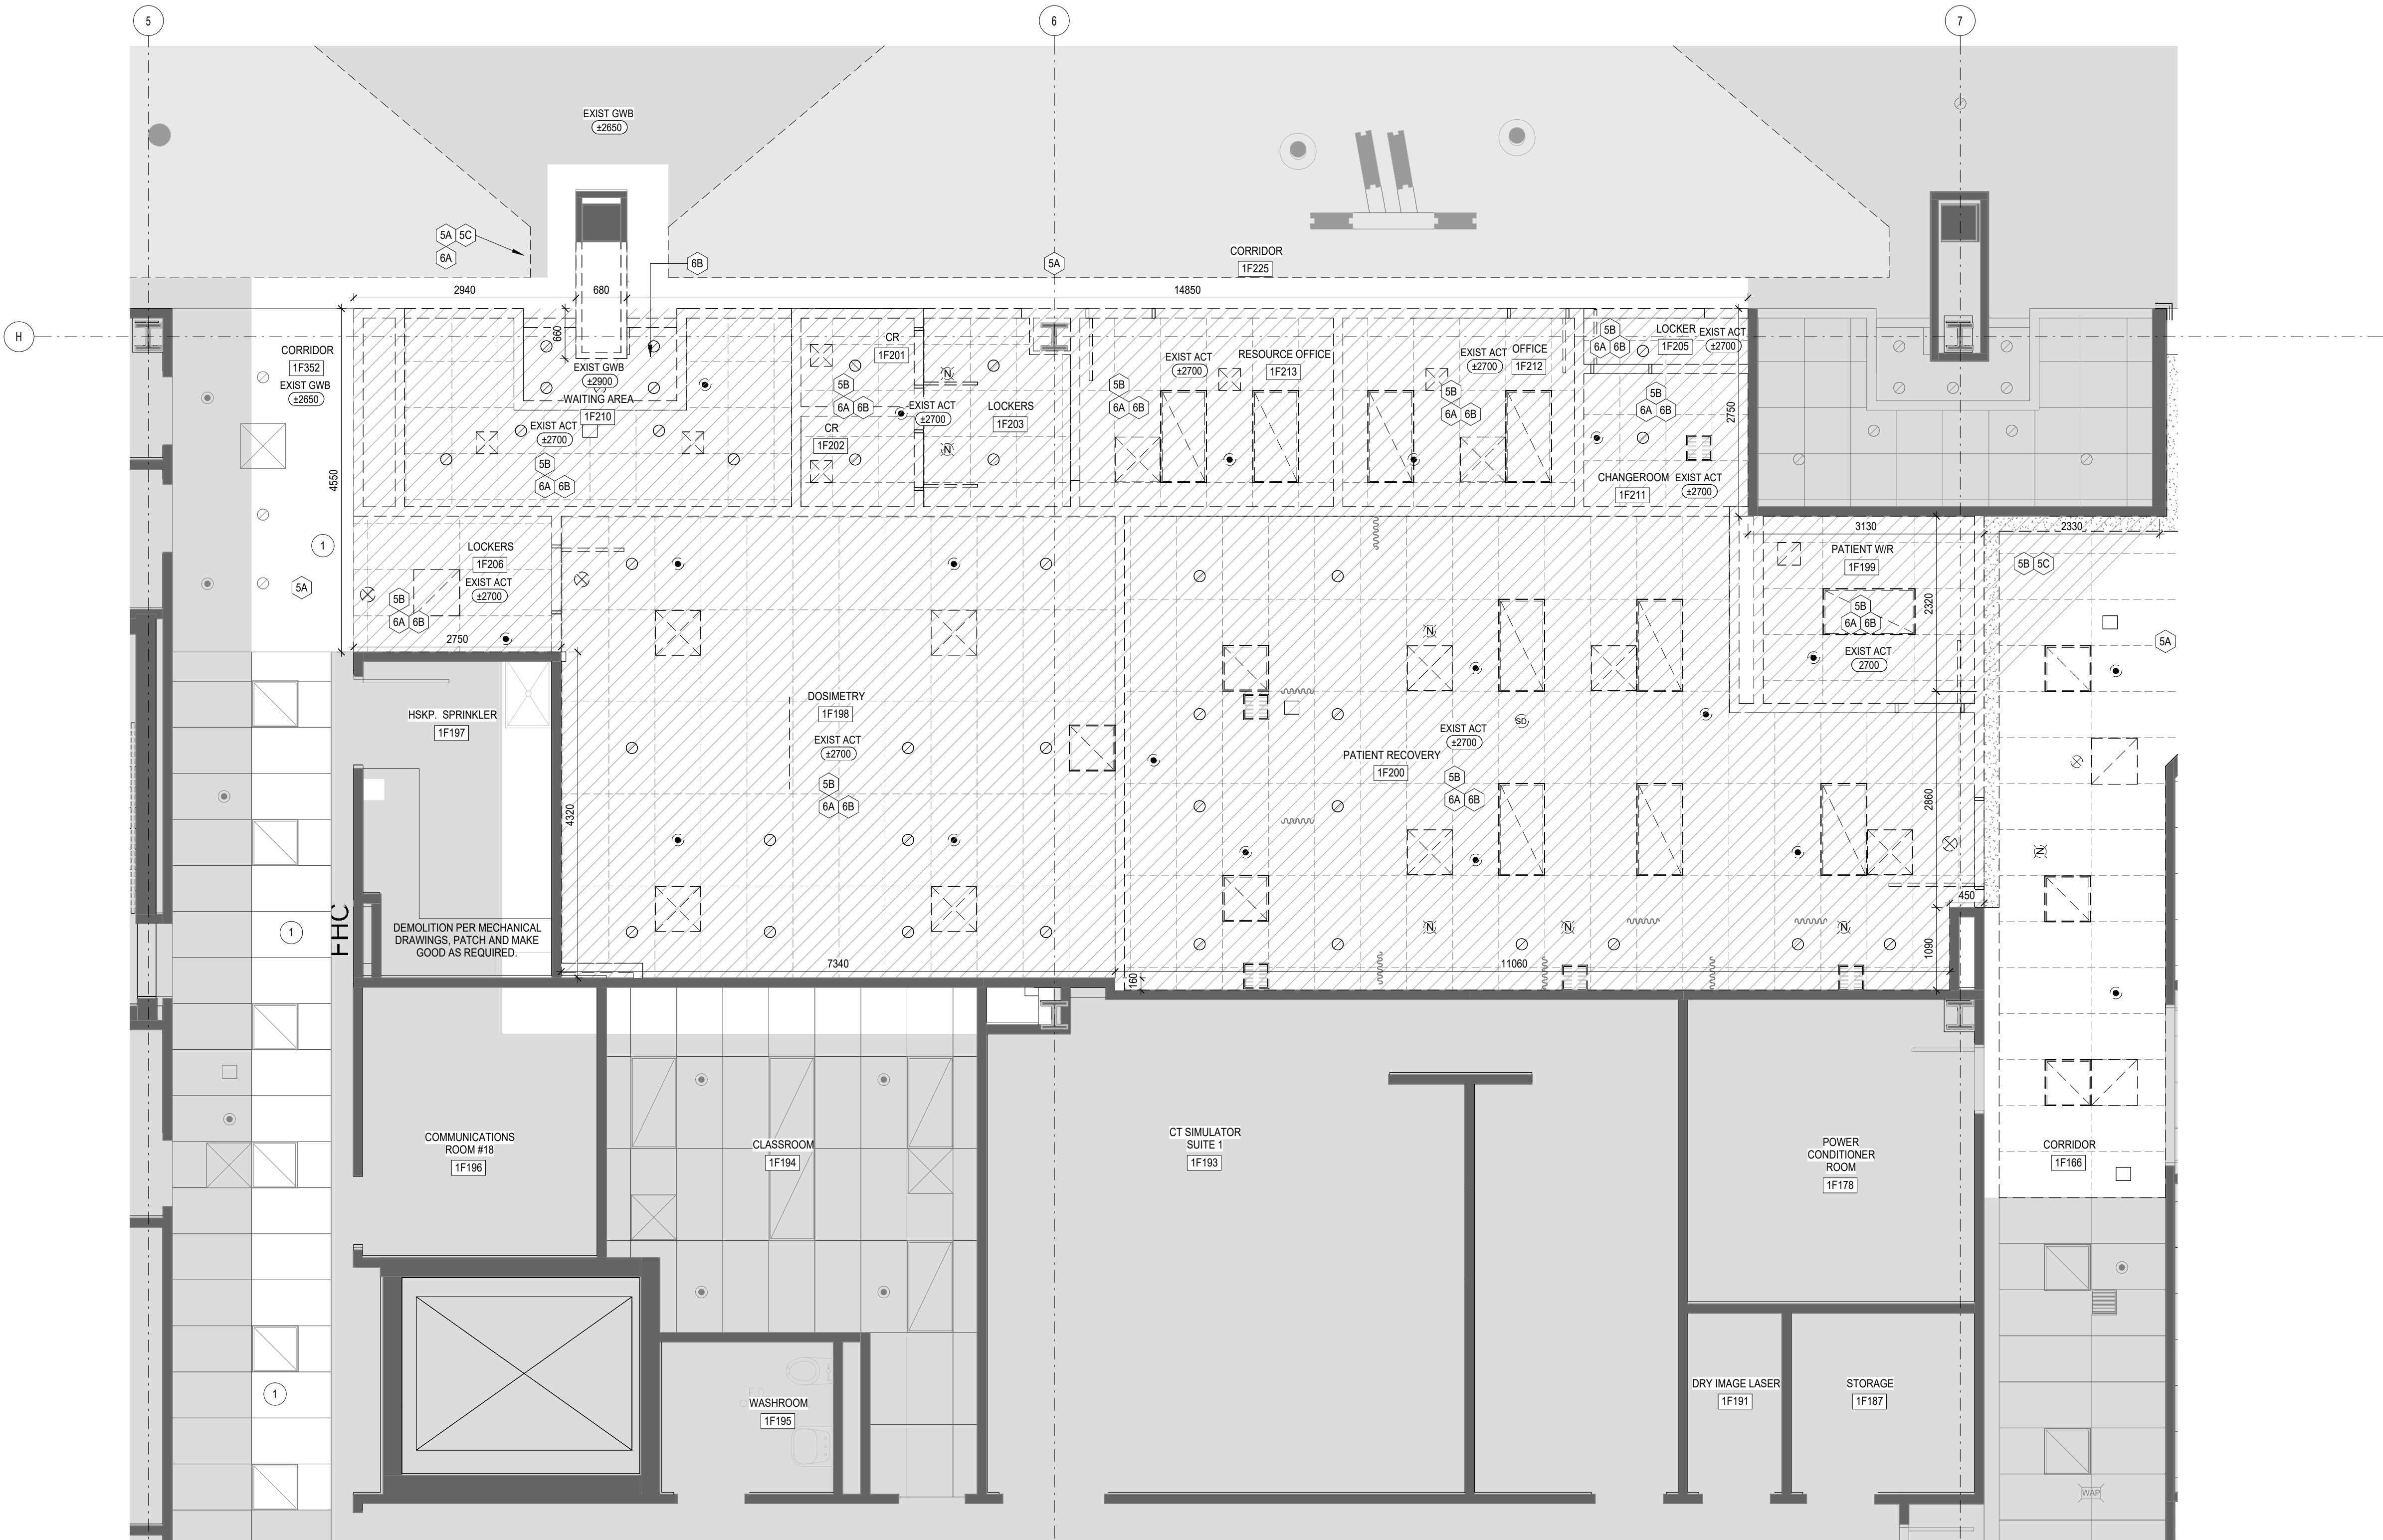 5
6
7
EXIST GWB
±2650
5A 5C
6A
6B
5A
CORRIDOR
1F225
2940
680
14850
H
660
CORRIDOR
1F352
EXIST GWB
±2650
EXIST GWB
±2900
WAITING AREA
1F210
EXIST ACT
±2700
5B
6A 6B
CR
1F201
5B
6A 6B
CR
1F202
N
EXIST ACT
±2700
LOCKERS
1F203
N
5B
6A 6B
EXIST ACT
±2700
RESOURCE OFFICE
1F213
EXIST ACT
±2700
OFFICE
1F212
5B
6A 6B
5B
6A 6B
LOCKER
1F205
EXIST ACT
±2700
5B
6A 6B
2750
CHANGEROOM
1F211
EXIST ACT
±2700
4550
1
5A
LOCKERS
1F206
EXIST ACT
±2700
5B
6A 6B
2750
3130
2330
PATIENT W/R
1F199
5B
6A 6B
EXIST ACT
2700
2320
5B 5C
5A
HSKP. SPRINKLER
1F197
DOSIMETRY
1F198
EXIST ACT
±2700
5B
6A 6B
4320
N
SD
EXIST ACT
±2700
PATIENT RECOVERY
1F200
5B
6A 6B
2860
N
450
1090
N
N
N
FHC
1
DEMOLITION PER MECHANICAL
DRAWINGS, PATCH AND MAKE
GOOD AS REQUIRED.
7340
160
11060
COMMUNICATIONS
ROOM #18
1F196
CLASSROOM
1F194
CT SIMULATOR
SUITE 1
1F193
POWER
CONDITIONER
ROOM
1F178
CORRIDOR
1F166
1
WASHROOM
1F195
DRY IMAGE LASER
1F191
STORAGE
1F187
WAP